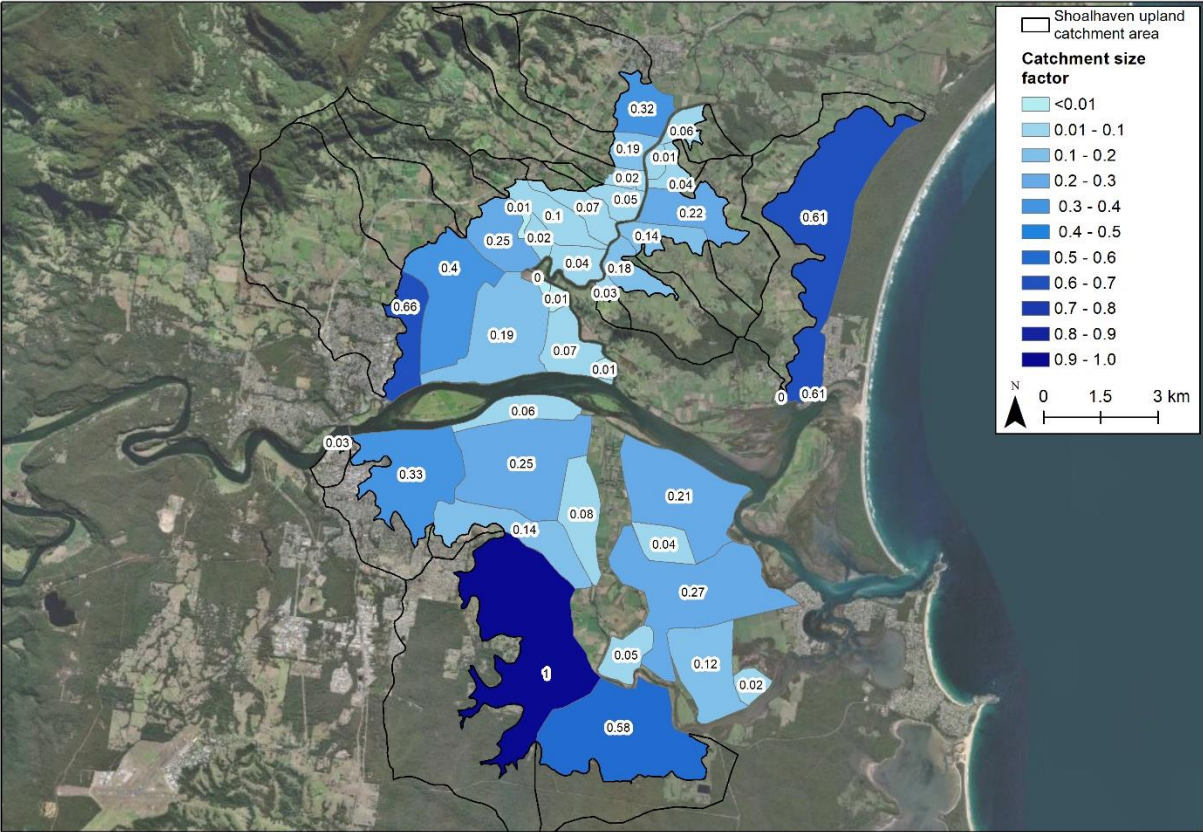 Shoalhaven upland
catchment area
Catchment size
factor
<0.01
0.01 - 0.1
0.1 - 0.2
0.2 - 0.3
0.3 - 0.4
0.4 - 0.5
0.5 - 0.6
0.6 - 0.7
0.7 - 0.8
0.8 - 0.9
0.9 - 1.0
N
0 1.5 3 km
0.32
0.06
0.19
0.01
0.02
0.04
0.05
0.01
0.1
0.07
0.22
0.61
0.25
0.02
0.14
0.4
0.04
0.18
0
0.01
0.03
0.66
0.19
0.07
0.01
0
0.61
0.06
0.03
0.33
0.25
0.21
0.08
0.14
0.04
0.27
0.05
0.12
1
0.02
0.58